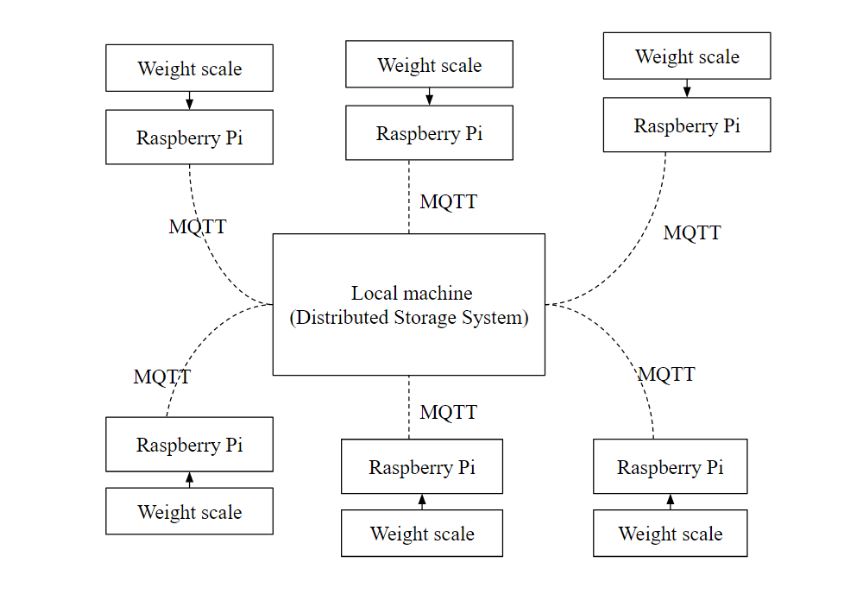 Weight scale
Weight scale
Weight scale
Raspberry Pi
Raspberry Pi
Raspberry Pi
MQTT
MQTT
MQTT
Local machine
(Distributed Storage System)
MQTT
MQTT
MQTT
Raspberry Pi
Raspberry Pi
Raspberry Pi
Weight scale
Weight scale
Weight scale